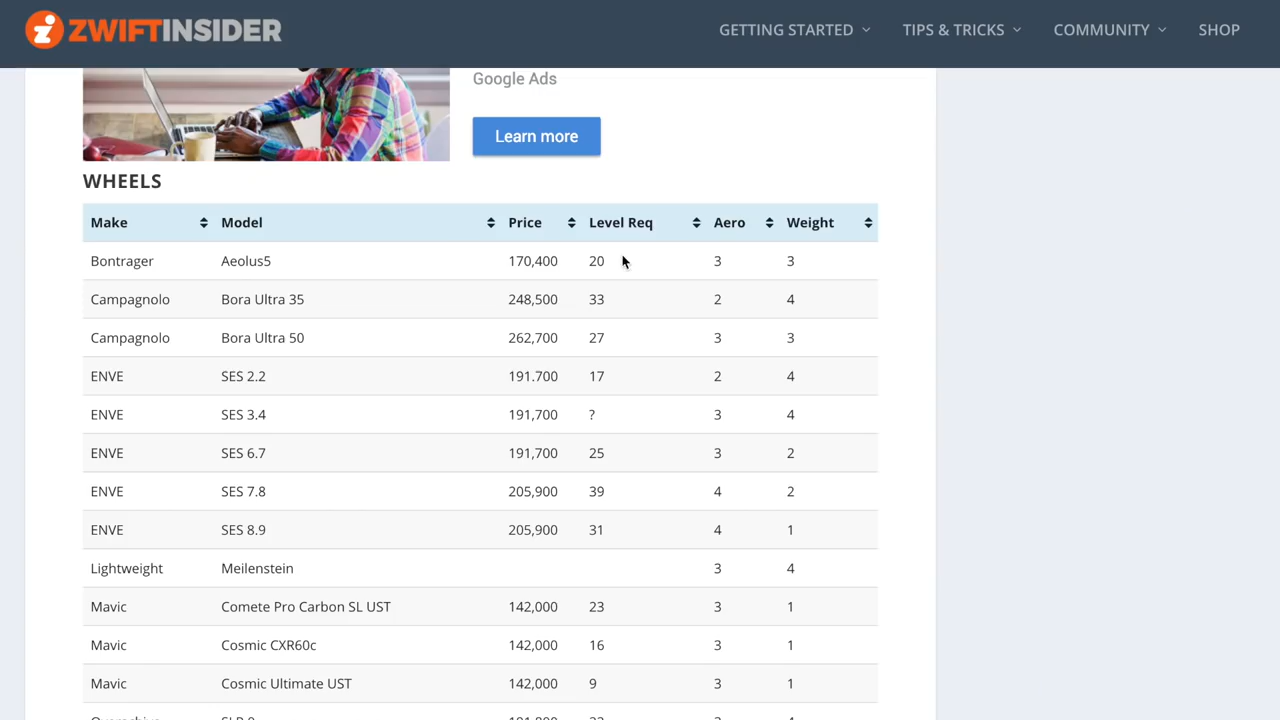 ZWIFTINSIDER GETTING STARTED TIPS & TRICKS COMMUNITY SHOP
Google Ads
Learn more
WHEELS
Make Model Price Level Req Aero Weight
Bontrager Aeolus5 170,400 20 3 3
Campagnolo Bora Ultra 35 248,500 33 2 4
Campagnolo Bora Ultra 50 262,700 27 3 3
ENVE SES 2.2 191.700 17 2 4
ENVE SES 3.4 191,700 ? 3 4
ENVE SES 6.7 191,700 25 3 2
ENVE SES 7.8 205,900 39 4 2
ENVE SES 8.9 205,900 31 4 1
Lightweight Meilenstein 3 4
Mavic Comete Pro Carbon SL UST 142,000 23 3 1
Mavic Cosmic CXR60c 142,000 16 3 1
Mavic Cosmic Ultimate UST 142,000 9 3 1